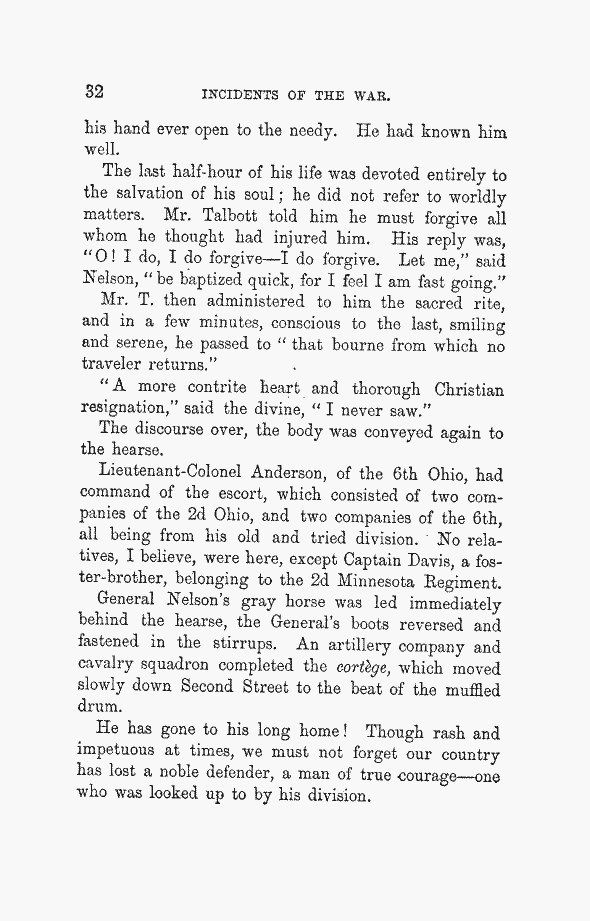 32 INCIDENTS OF THE WAR.
his hand ever open to the needy. He had known him
well.
The last half-hour of his life was devoted entirely to
the salvation of his soul; he did not refer to worldly
matters. Mr. Talbott told him he must forgive all
whom he thought had injured him. His reply was,
"O! I do, I do forgive—I do forgive. Let me," said
Nelson, "be baptized quick, for I feel I am fast going."
Mr. T. then administered to him the sacred rite,
and in a few minutes, conscious to the last, smiling
and serene, he passed to "that bourne from which no
traveler returns."
"A more contrite heart and thorough Christian
resignation," said the divine, "I never saw."
The discourse over, the body was conveyed again to
the hearse.
Lieutenant-Colonel Anderson, of the 6th Ohio, had
command of the escort, which consisted of two com-
panies of the 2d Ohio, and two companies of the 6th,
all being from his old and tried division. No rela-
tives, I believe, were here, except Captain Davis, a fos-
ter-brother, belonging to the 2d Minnesota Regiment.
General Nelson's gray horse was led immediately
behind the hearse, the General's boots reversed and
fastened in the stirrups. An artillery company and
cavalry squadron completed the cortège, which moved
slowly down Second Street to the beat of the muffled
drum.
He has gone to his long home! Though rash and
impetuous at times, we must not forget our country
has lost a noble defender, a man of true courage—one
who was looked up to by his division.